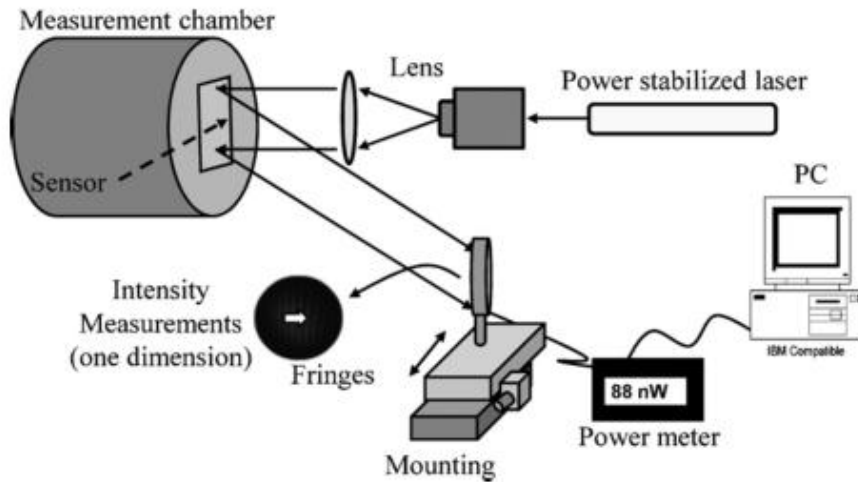 Measurement chamber
Lens
Power stabilized laser
Sensor
PC
Intensity
Measurements
(one dimension)
Fringes
IBM Compatible
88 nW
Power meter
Mounting